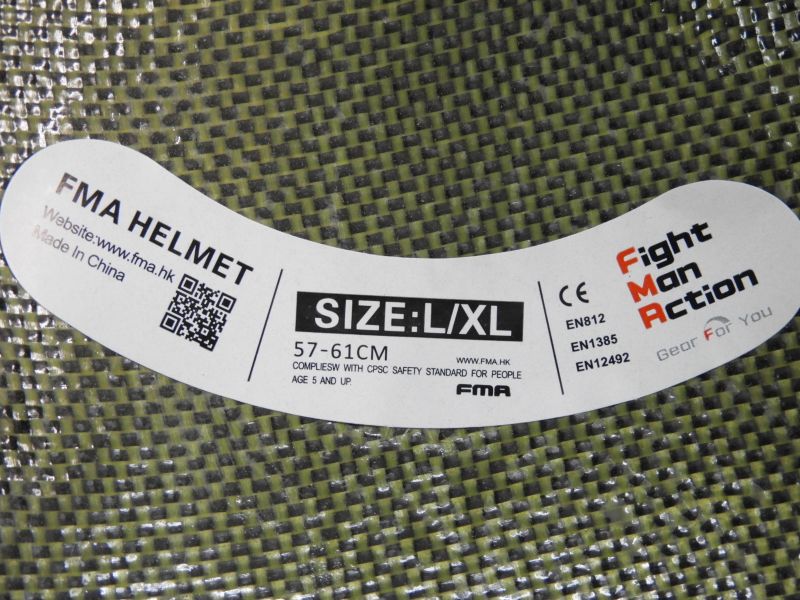 FMA HELMET
Website:www.fma.hk
Made In China
SIZE:L/XL
57-61CM
WWW.FMA.HK
COMPLIESW WITH CPSC SAFETY STANDARD FOR PEOPLE
AGE 5 AND UP.
FMA
CE
EN812
EN1385
EN12492
Fight
Man
Action
Gear For You